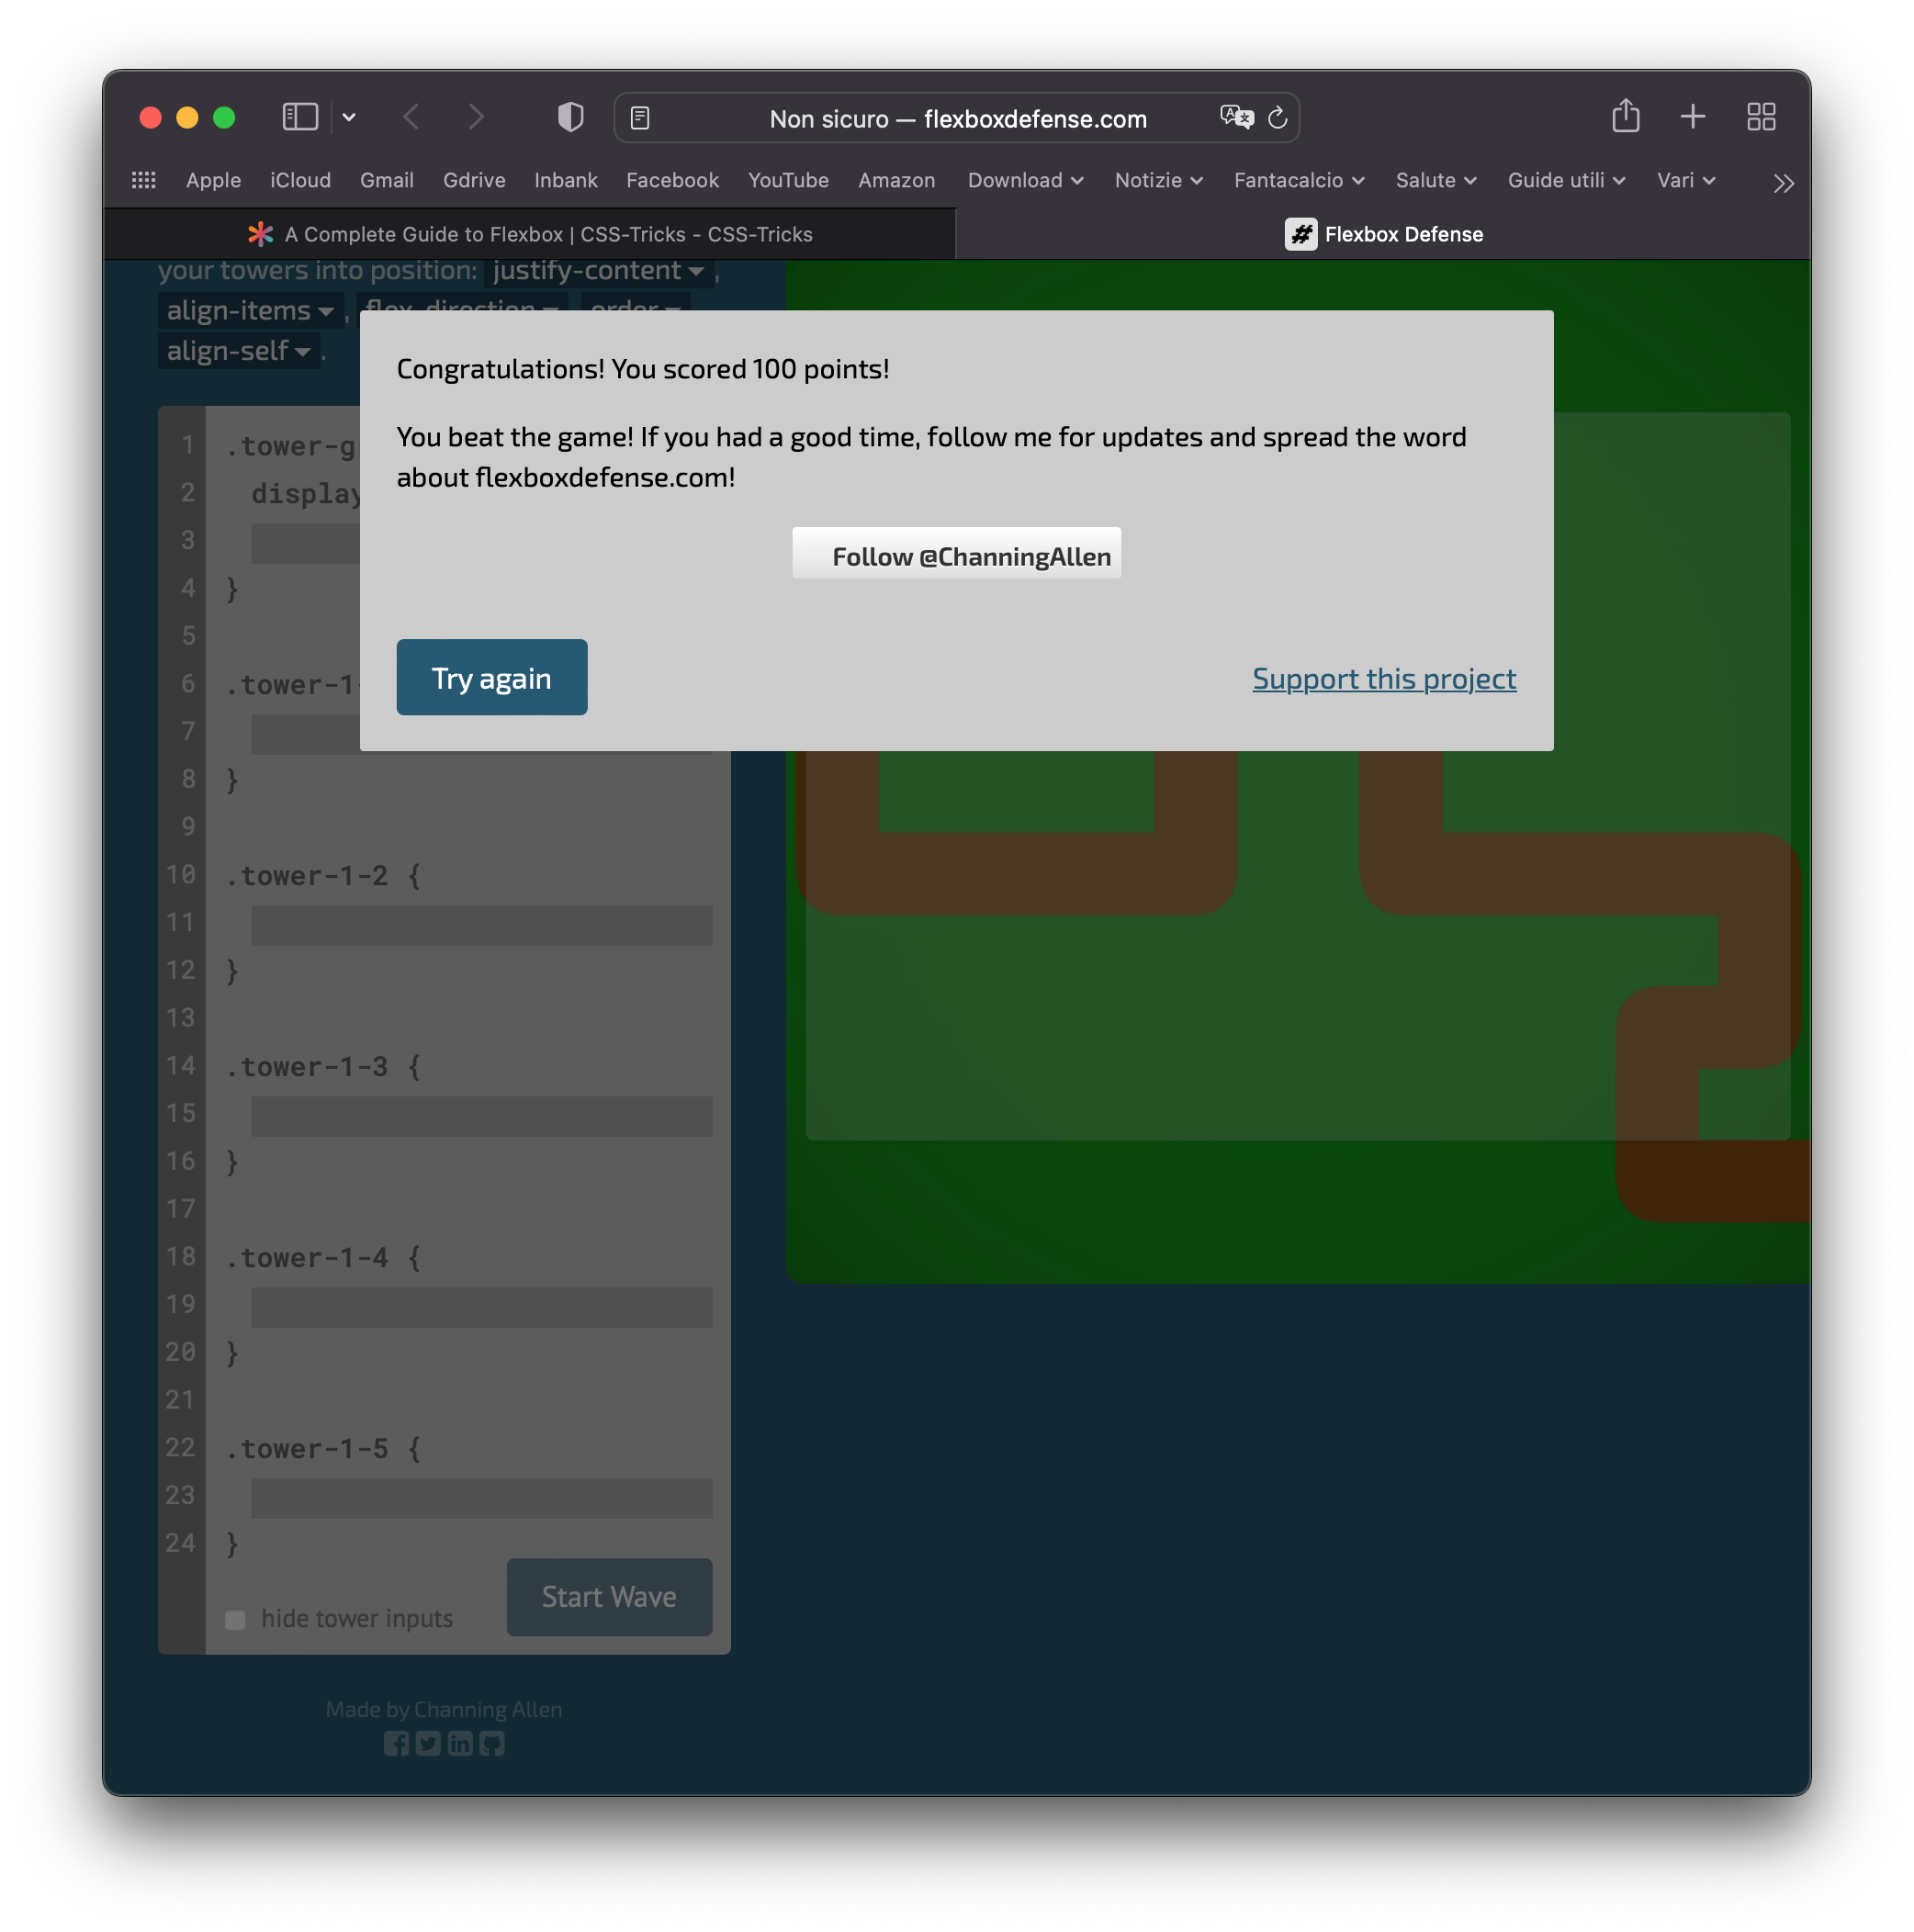 Non sicuro — flexboxdefense.com
Apple iCloud Gmail Gdrive Inbank Facebook YouTube Amazon Download Notizie Fantacalcio Salute Guide utili Vari
A Complete Guide to Flexbox | CSS-Tricks - CSS-Tricks
Flexbox Defense
your towers into position: justify-content ,
align-items , flex-direction order
align-self .
Congratulations! You scored 100 points!
You beat the game! If you had a good time, follow me for updates and spread the word
about flexboxdefense.com!
Follow @ChanningAllen
Try again
Support this project
1 .tower-g
2 display
3
4 }
5
6 .tower-1-
7
8 }
9
10 .tower-1-2 {
11
12 }
13
14 .tower-1-3 {
15
16 }
17
18 .tower-1-4 {
19
20 }
21
22 .tower-1-5 {
23
24 }
hide tower inputs
Start Wave
Made by Channing Allen